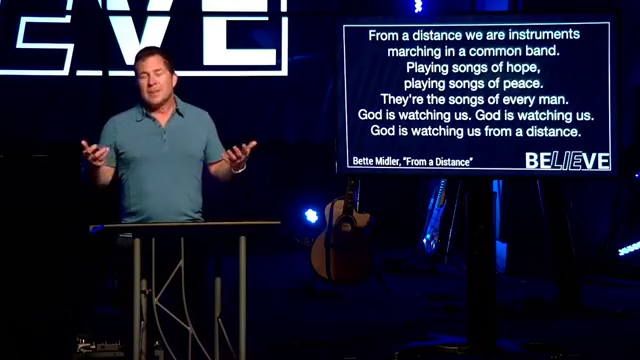 EVE
From a distance we are instruments
marching in a common band.
Playing songs of hope,
playing songs of peace.
They're the songs of every man.
God is watching us. God is watching us.
God is watching us from a distance.
Bette Midler, "From a Distance"
BELIEVE